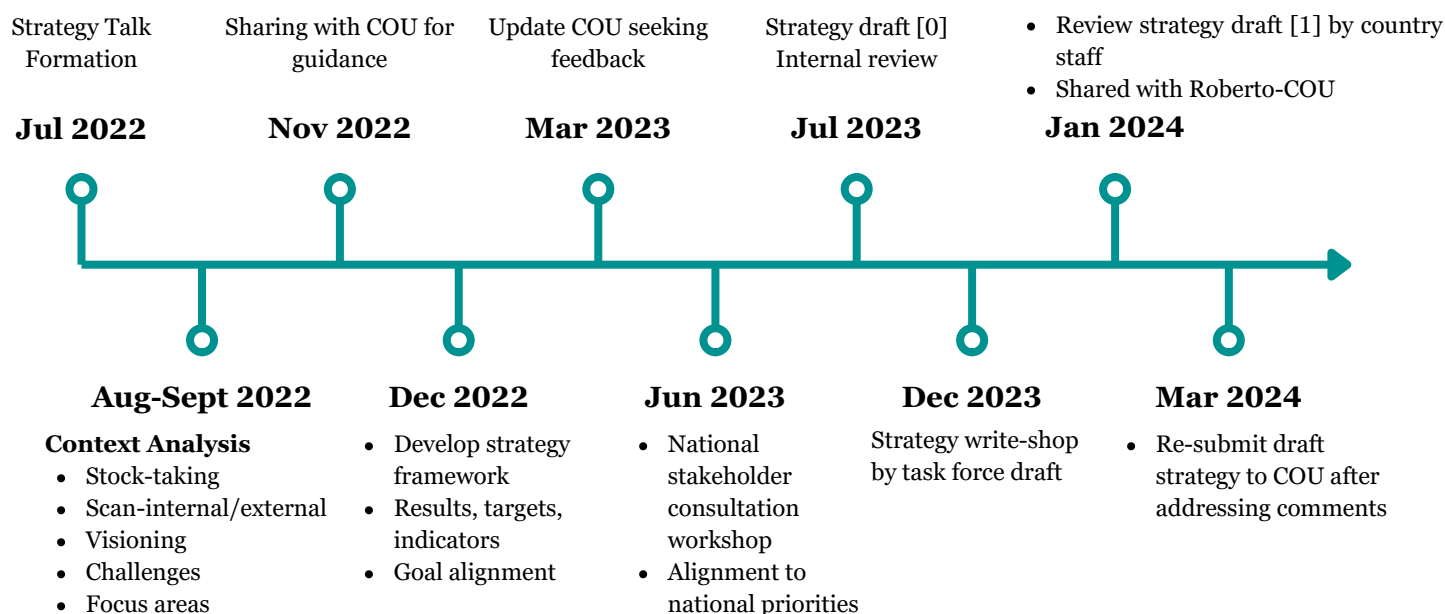 Strategy Talk
Formation
Jul 2022
Sharing with COU for
guidance
Nov 2022
Update COU seeking
feedback
Mar 2023
Strategy draft [0]
Internal review
Jul 2023
• Review strategy draft [1] by country
staff
• Shared with Roberto-COU
Jan 2024
Aug-Sept 2022
Context Analysis
• Stock-taking
• Scan-internal/external
• Visioning
• Challenges
• Focus areas
Dec 2022
• Develop strategy
framework
• Results, targets,
indicators
• Goal alignment
Jun 2023
• National
stakeholder
consultation
workshop
• Alignment to
national priorities
Dec 2023
Strategy write-shop
by task force draft
Mar 2024
• Re-submit draft
strategy to COU after
addressing comments